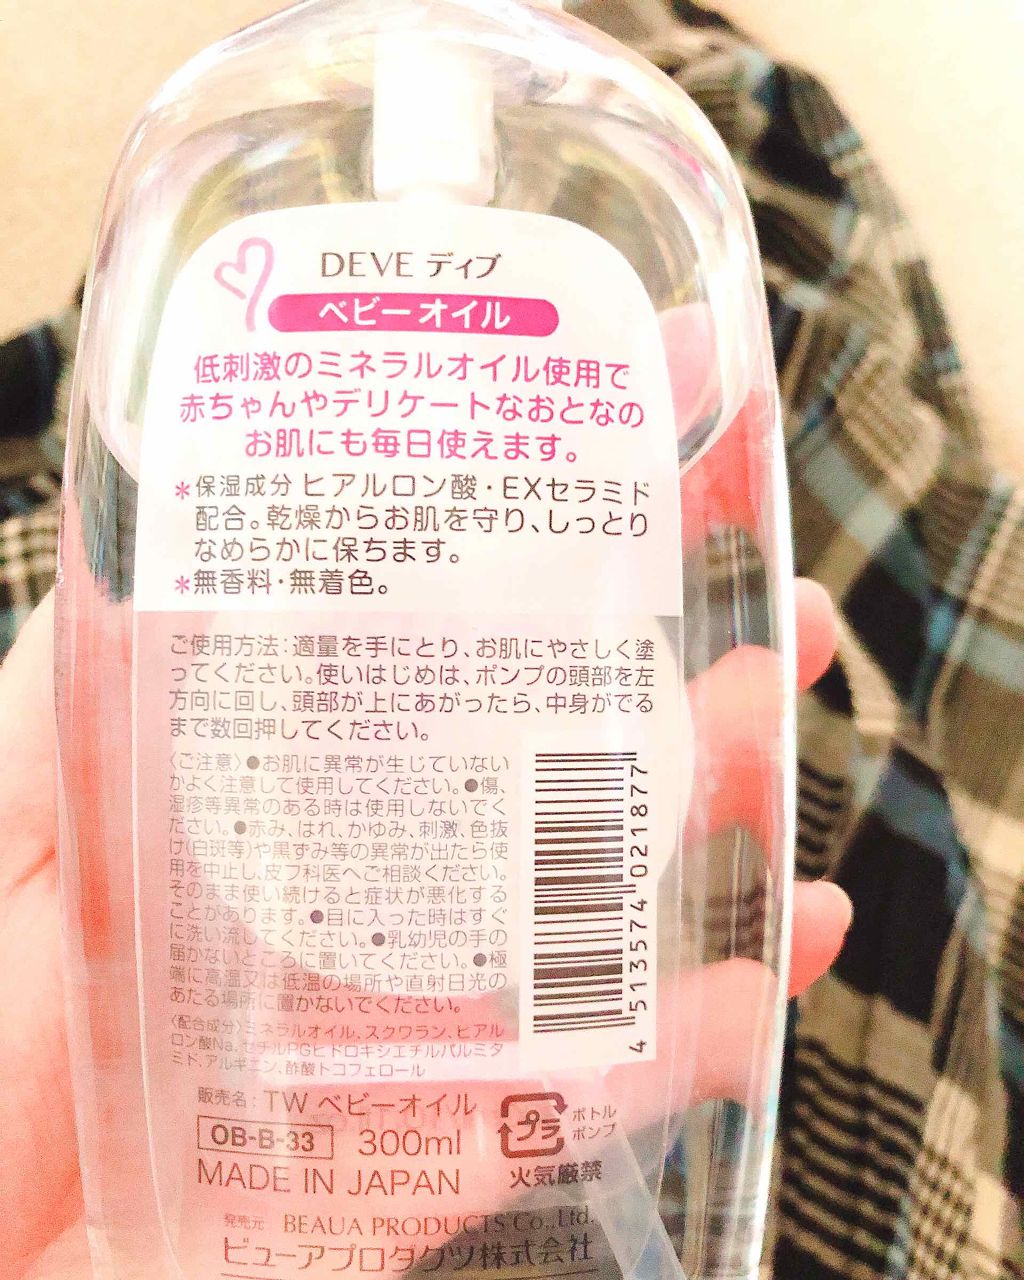 DEVE ディブ
ベビーオイル
低刺激のミネラルオイル使用で
赤ちゃんやデリケートなおとなの
お肌にも毎日使えます。
*保湿成分 ヒアルロン酸・EXセラミド
配合。乾燥からお肌を守り、しっとり
なめらかに保ちます。
*無香料・無着色。
ご使用方法:適量を手にとり、お肌にやさしく塗
ってください。使いはじめは、ポンプの頭部を左
方向に回し、頭部が上にあがったら、中身がでる
まで数回押してください。
〈ご注意〉●お肌に異常が生じていない
かよく注意して使用してください。●傷、
湿疹等異常のある時は使用しないでく
ださい。●赤み、はれ、かゆみ、刺激、色抜
け(白斑等)や黒ずみ等の異常が出たら使
用を中止し、皮フ科医へご相談ください。
そのまま使い続けると症状が悪化する
ことがあります。●目に入った時はすぐ
に洗い流してください。●乳幼児の手の
届かないところに置いてください。●極
端に高温又は低温の場所や直射日光の
あたる場所に置かないでください。
〈配合成分〉ミネラルオイル、スクワラン、ヒアル
ロン酸Na、セチルPGヒドロキシエチルパルミタ
ミド、アルギニン、酢酸トコフェロール
4 513574 021877
販売名:TW ベビーオイル
OB-B-33 300ml
MADE IN JAPAN
プラ
ボトル
ポンプ
火気厳禁
発売元 BEAUA PRODUCTS Co.,Ltd.
ビューアプロダクツ株式会社